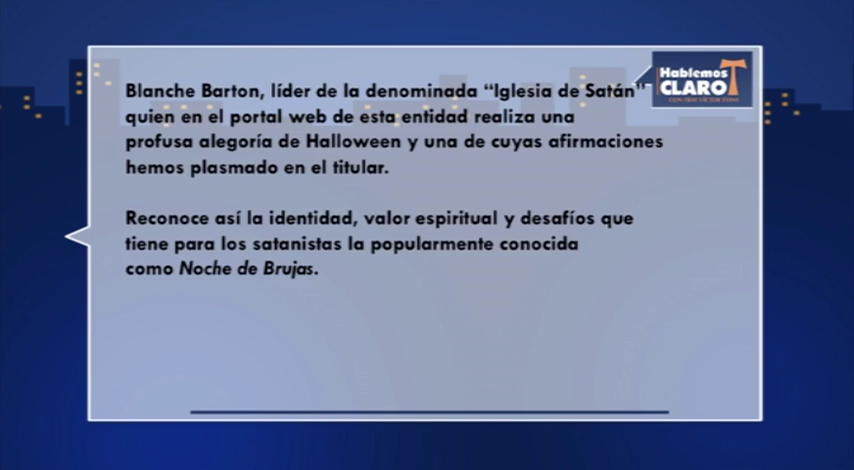 Hablemos
CLARO
Blanche Barton, líder de la denominada “Iglesia de Satán”
quien en el portal web de esta entidad realiza una
profusa alegoría de Halloween y una de cuyas afirmaciones
hemos plasmado en el titular.
Reconoce así la identidad, valor espiritual y desafíos que
tiene para los satanistas la popularmente conocida
como Noche de Brujas.